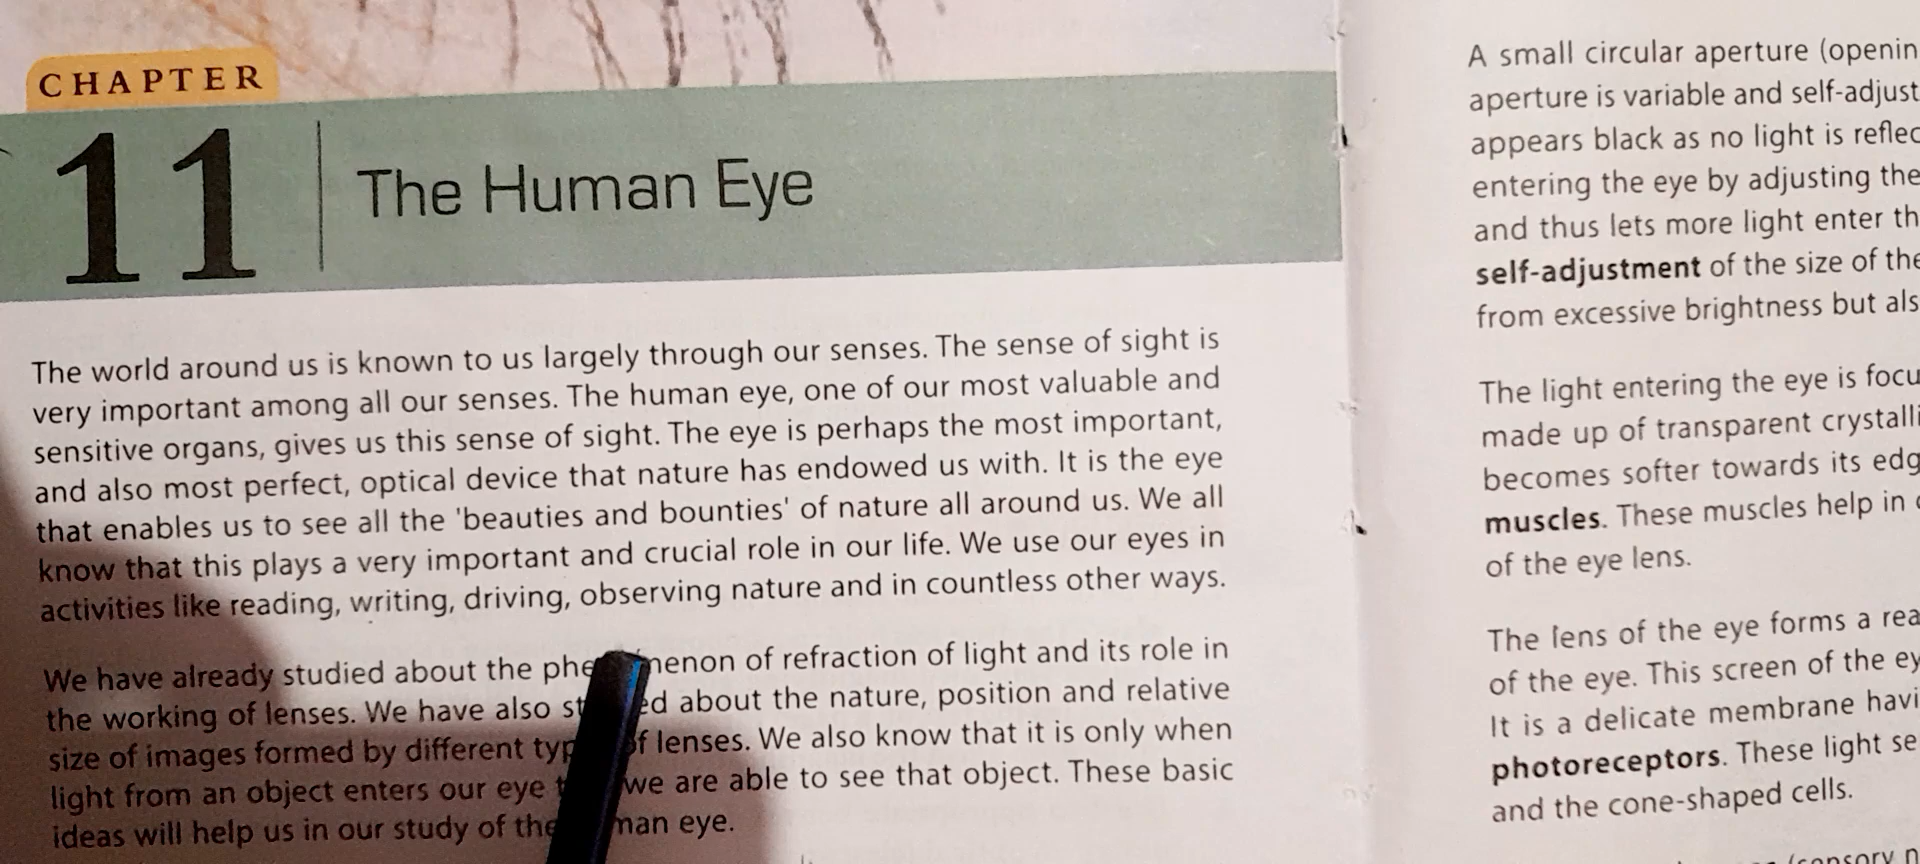 CHAPTER
11
The Human Eye
The world around us is known to us largely through our senses. The sense of sight is
very important among all our senses. The human eye, one of our most valuable and
sensitive organs, gives us this sense of sight. The eye is perhaps the most important,
and also most perfect, optical device that nature has endowed us with. It is the eye
that enables us to see all the 'beauties and bounties' of nature all around us. We all
know that this plays a very important and crucial role in our life. We use our eyes in
activities like reading, writing, driving, observing nature and in countless other ways.
We have already studied about the of refraction of light and its role in
the working of lenses. We have also about the nature, position and relative
size of images formed by different lenses. We also know that it is only when
light from an object enters our eye we are able to see that object. These basic
ideas will help us in our study of the eye.
A small circular aperture
aperture is variable and
appears black as no light is
entering the eye by adjusting the
and thus lets more light enter
self-adjustment of the size of
from excessive brightness but
The light entering the eye is
made up of transparent
becomes softer towards its
muscles. These muscles help in
of the eye lens.
The lens of the eye forms a
of the eye. This screen of the
It is a delicate membrane
photoreceptors. These light
and the cone-shaped cells.
(sensory